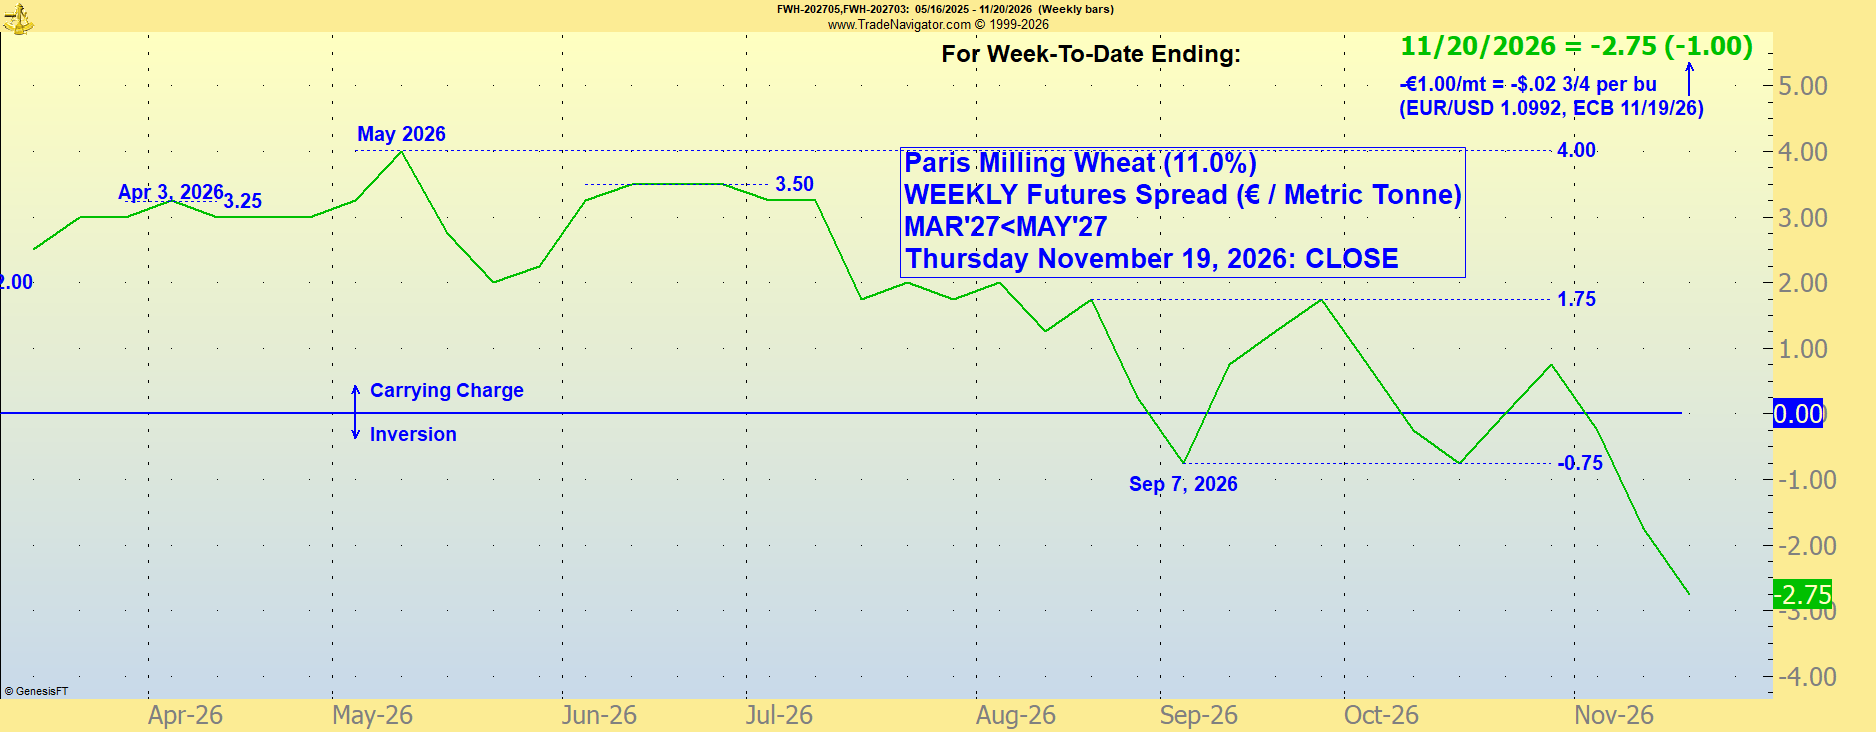 FWH-202705,FWH-202703: 05/16/2025 - 11/20/2026 (Weekly bars)
www.TradeNavigator.com © 1999-2026
For Week-To-Date Ending:
11/20/2026 = -2.75 (-1.00)
-€1.00/mt = -$.02 3/4 per bu
(EUR/USD 1.0992, ECB 11/19/26)
May 2026
4.00
Paris Milling Wheat (11.0%)
WEEKLY Futures Spread (€ / Metric Tonne)
MAR'27<MAY'27
Thursday November 19, 2026: CLOSE
Apr 3, 2026
3.25
3.50
2.00
1.75
Carrying Charge
Inversion
-0.75
Sep 7, 2026
5.00
4.00
3.00
2.00
1.00
0.00
-1.00
-2.00
-2.75
-3.00
-4.00
© GenesisFT
Apr-26
May-26
Jun-26
Jul-26
Aug-26
Sep-26
Oct-26
Nov-26